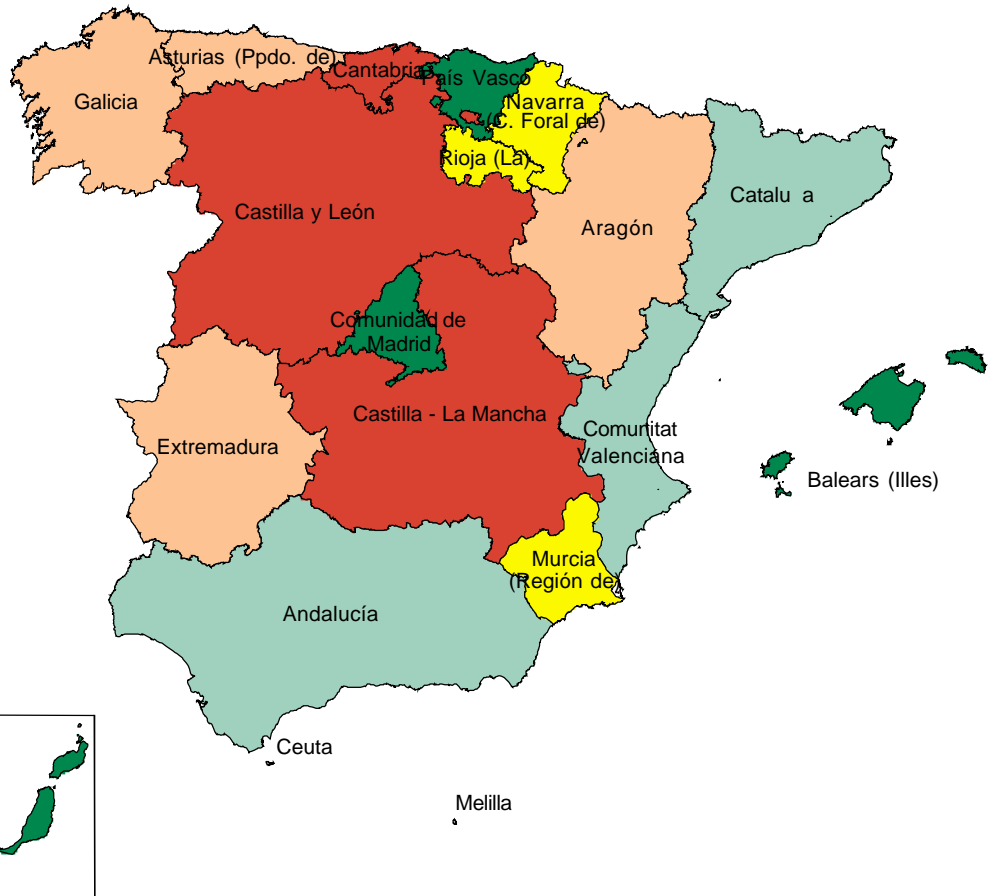 Asturias (Ppdo. de)
Cantabria
País Vasco
Galicia
Navarra
(C. Foral de)
Rioja (La)
Catalu a
Castilla y León
Aragón
Comunidad de
Madrid
Castilla - La Mancha
Comunitat
Valenciana
Extremadura
Balears (Illes)
Murcia
(Región de)
Andalucía
Ceuta
Melilla